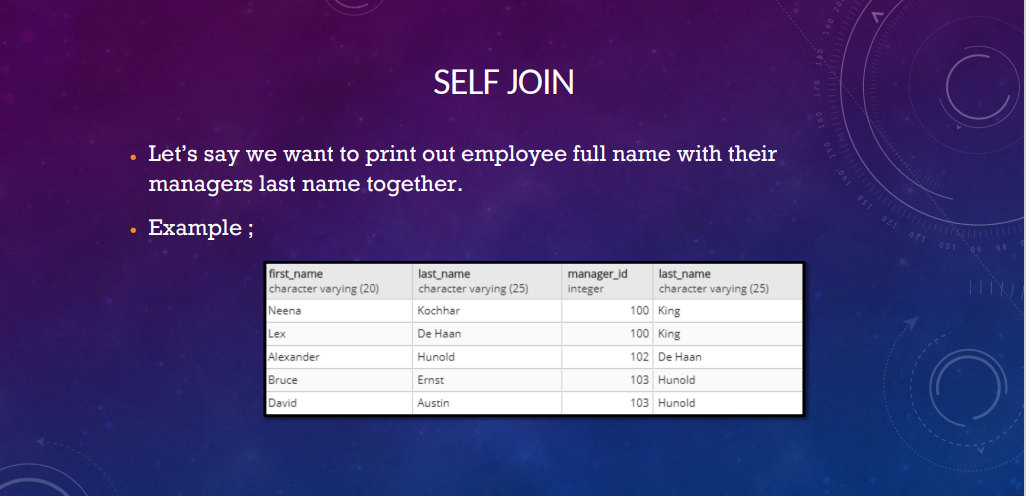 SELF JOIN
• Let's say we want to print out employee full name with their
managers last name together.
• Example ;
first_name last_name manager_id last_name
character varying (20) character varying (25) integer character varying (25)
Neena Kochhar 100 King
Lex De Haan 100 King
Alexander Hunold 102 De Haan
Bruce Ernst 103 Hunold
David Austin 103 Hunold